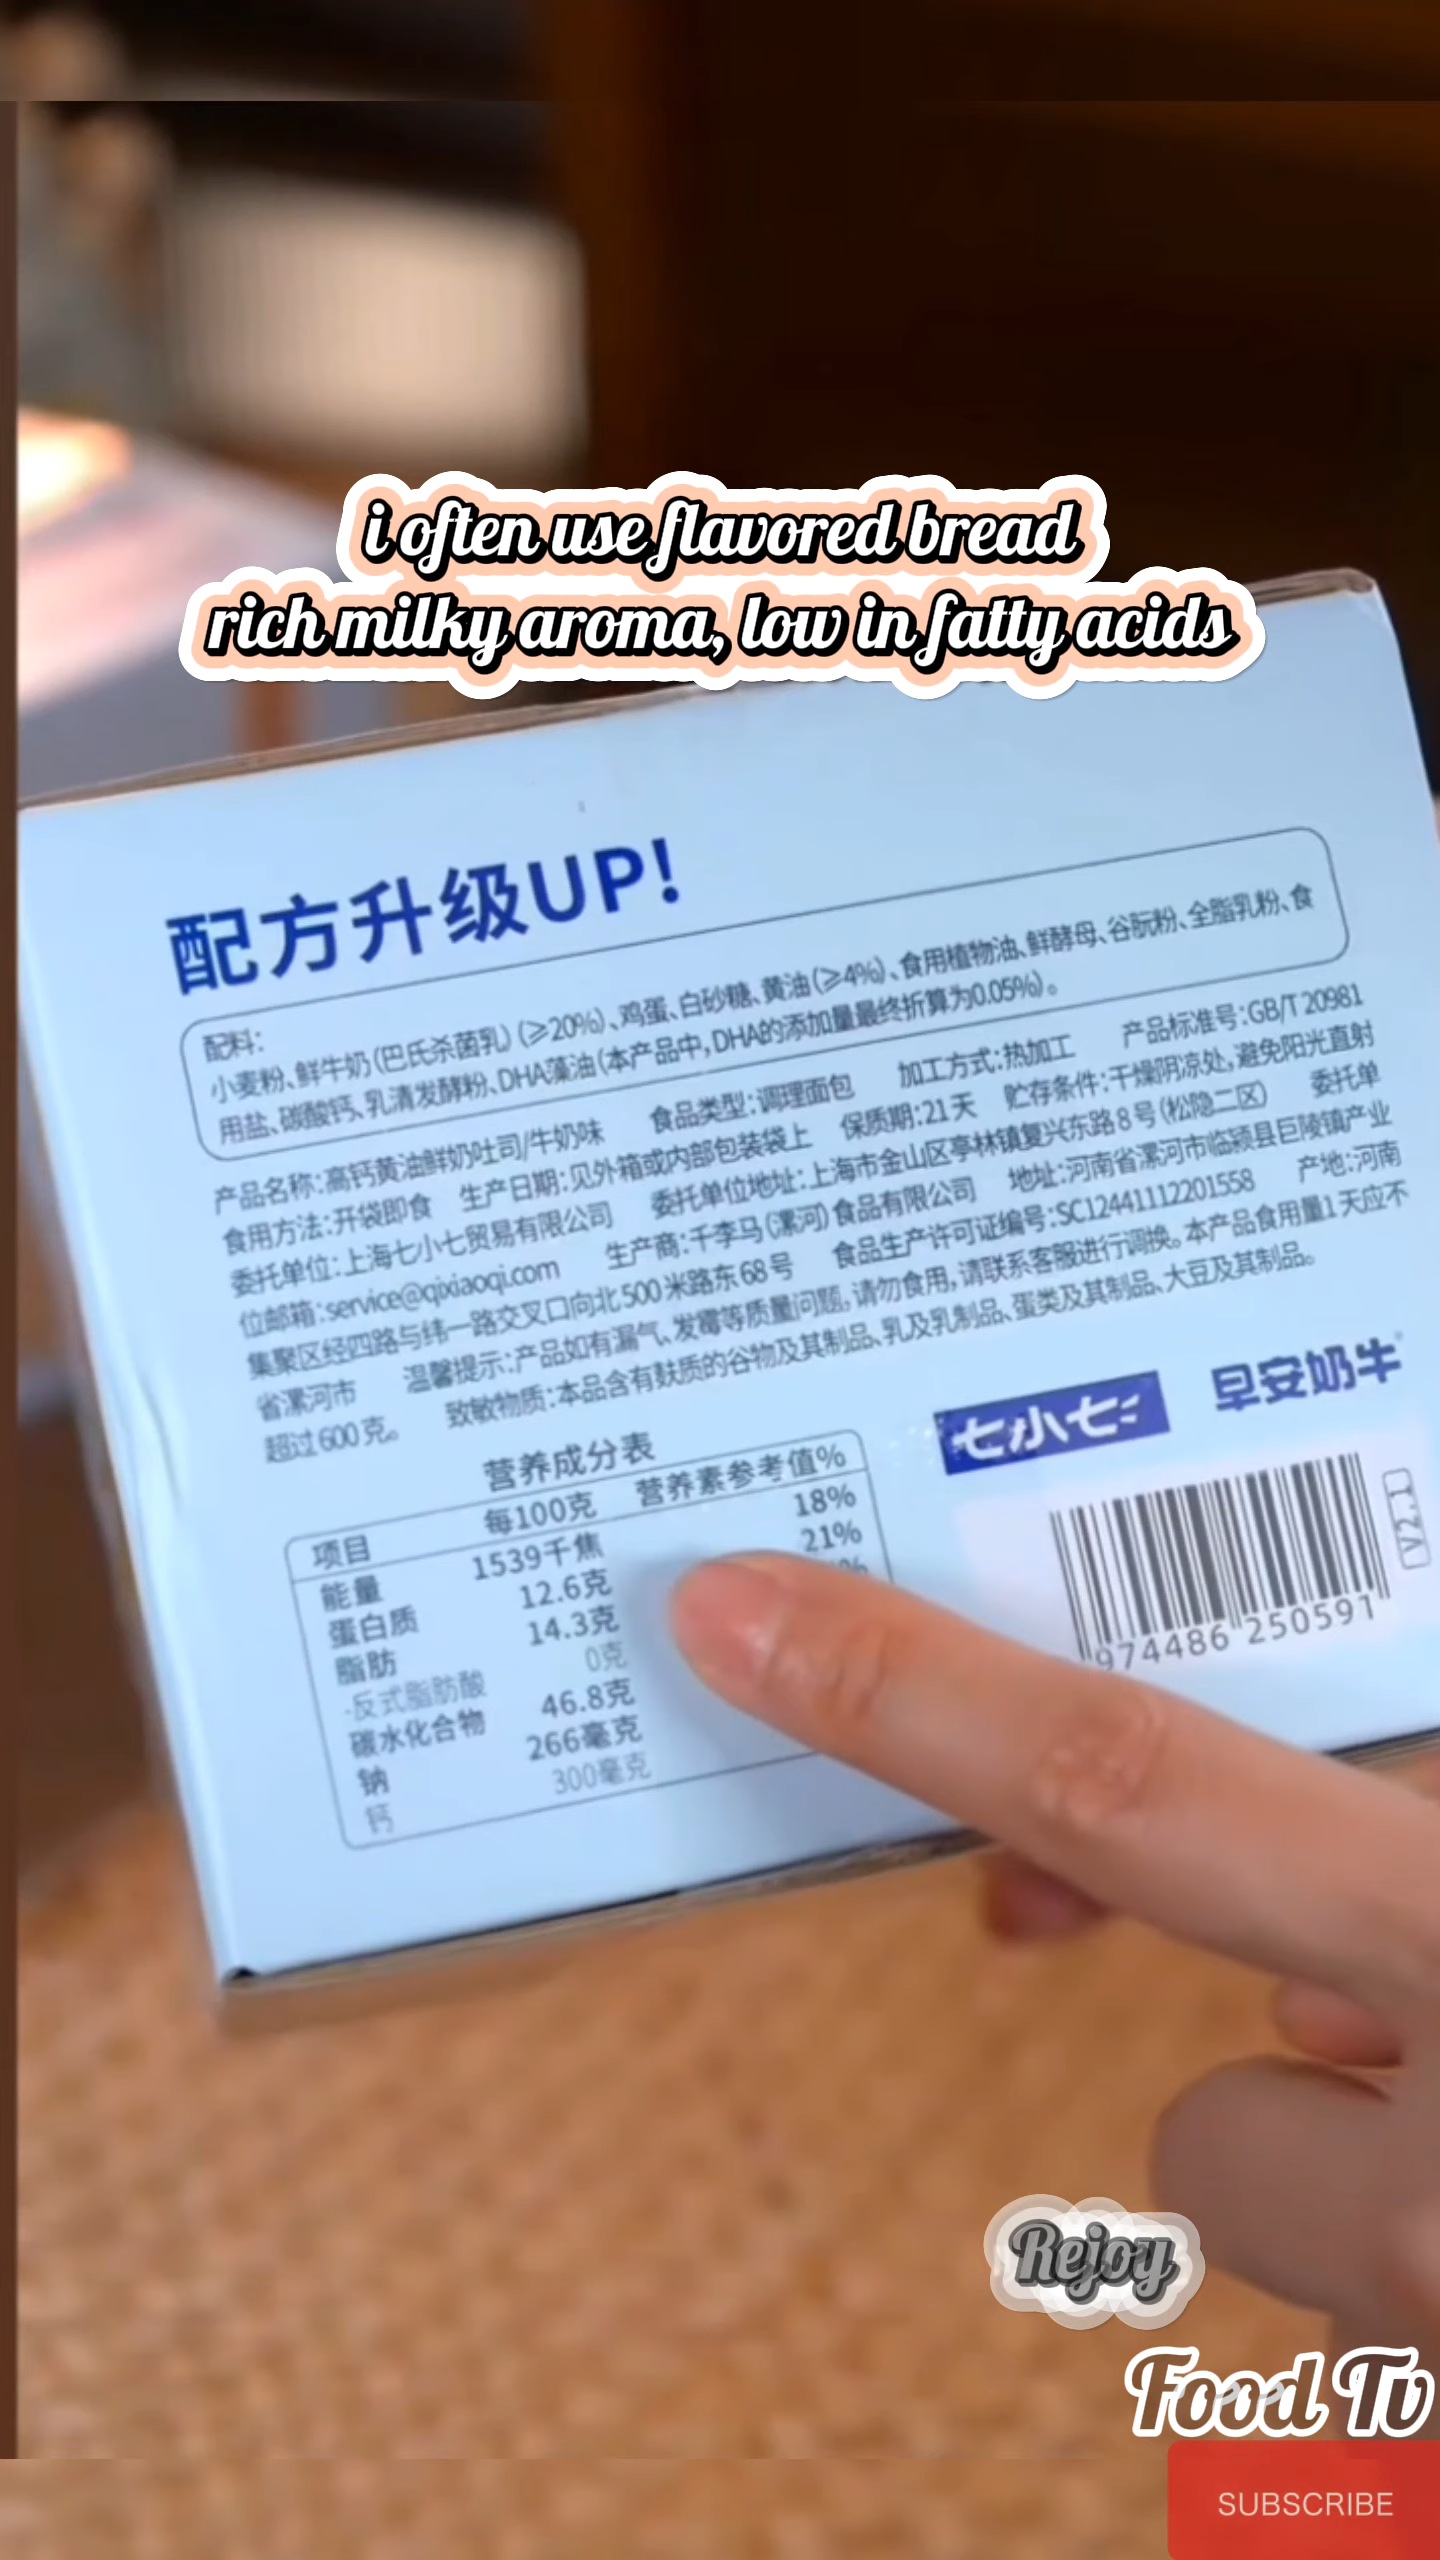 i often use flavored bread
rich milky aroma, low in fatty acids
配方升级UP!
配料:
小麦粉、鲜牛奶(巴氏杀菌乳)(≥20%)、鸡蛋、白砂糖、黄油(≥4%)、食用植物油、鲜酵母、谷朊粉、全脂乳粉、食
用盐、碳酸钙、乳清发酵粉、DHA藻油(本产品中,DHA的添加量最终折算为0.05%)。
产品名称:高钙黄油鲜奶吐司/牛奶味 食品类型:调理面包 加工方式:热加工 产品标准号:GB/T 20981
食用方法:开袋即食 生产日期:见外箱或内部包装袋上 保质期:21天 贮存条件:干燥阴凉处,避免阳光直射
委托单位:上海七小七贸易有限公司 委托单位地址:上海市金山区亭林镇复兴东路8号(松隐二区) 委托单
位邮箱:service@qixiaoqi.com 生产商:千李马(漯河)食品有限公司 地址:河南省漯河市临颍县巨陵镇产业
集聚区经四路与纬一路交叉口向北500米路东68号 食品生产许可证编号:SC12441112201558 产地:河南
省漯河市 温馨提示:产品如有漏气、发霉等质量问题,请勿食用,请联系客服进行调换。本产品食用量1天应不
超过600克。 致敏物质:本品含有麸质的谷物及其制品、乳及乳制品、蛋类及其制品、大豆及其制品。
七小七 早安奶牛
营养成分表
项目 每100克 营养素参考值%
能量 1539千焦 18%
蛋白质 12.6克 21%
脂肪 14.3克
-反式脂肪酸 0克
碳水化合物 46.8克
钠 266毫克
钙 300毫克
974486 250591
V2.1
Rejoy
Food Tv
SUBSCRIBE